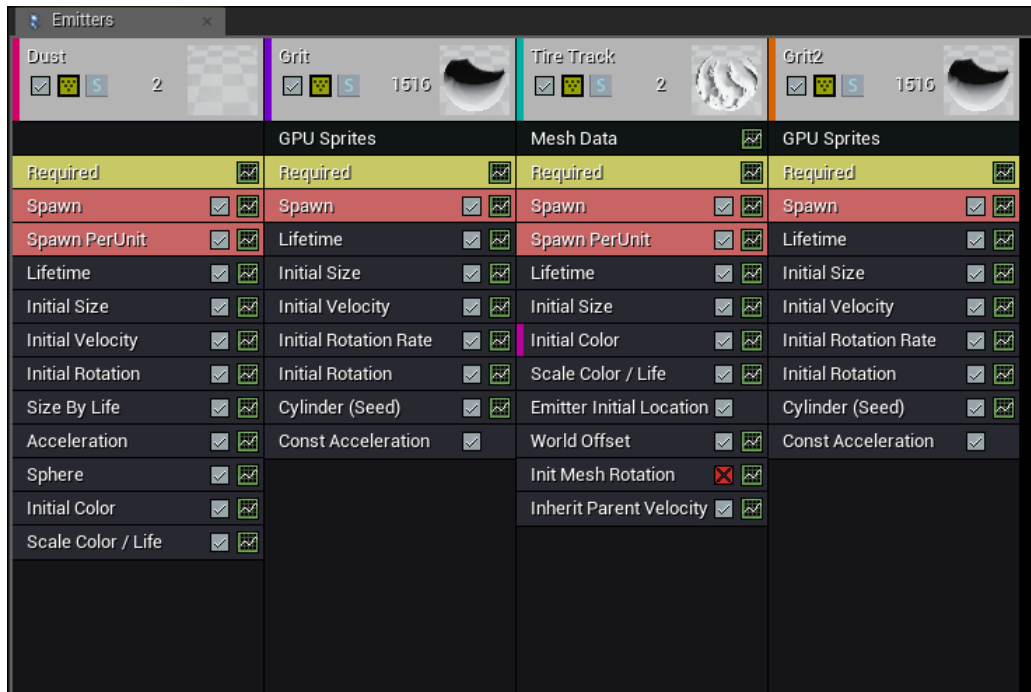 Emitters
Dust
S 2
Required
Spawn
Spawn PerUnit
Lifetime
Initial Size
Initial Velocity
Initial Rotation
Size By Life
Acceleration
Sphere
Initial Color
Scale Color / Life
Grit
S 1516
GPU Sprites
Required
Spawn
Lifetime
Initial Size
Initial Velocity
Initial Rotation Rate
Initial Rotation
Cylinder (Seed)
Const Acceleration
Tire Track
S 2
Mesh Data
Required
Spawn
Spawn PerUnit
Lifetime
Initial Size
Initial Color
Scale Color / Life
Emitter Initial Location
World Offset
Init Mesh Rotation
Inherit Parent Velocity
Grit2
S 1516
GPU Sprites
Required
Spawn
Lifetime
Initial Size
Initial Velocity
Initial Rotation Rate
Initial Rotation
Cylinder (Seed)
Const Acceleration